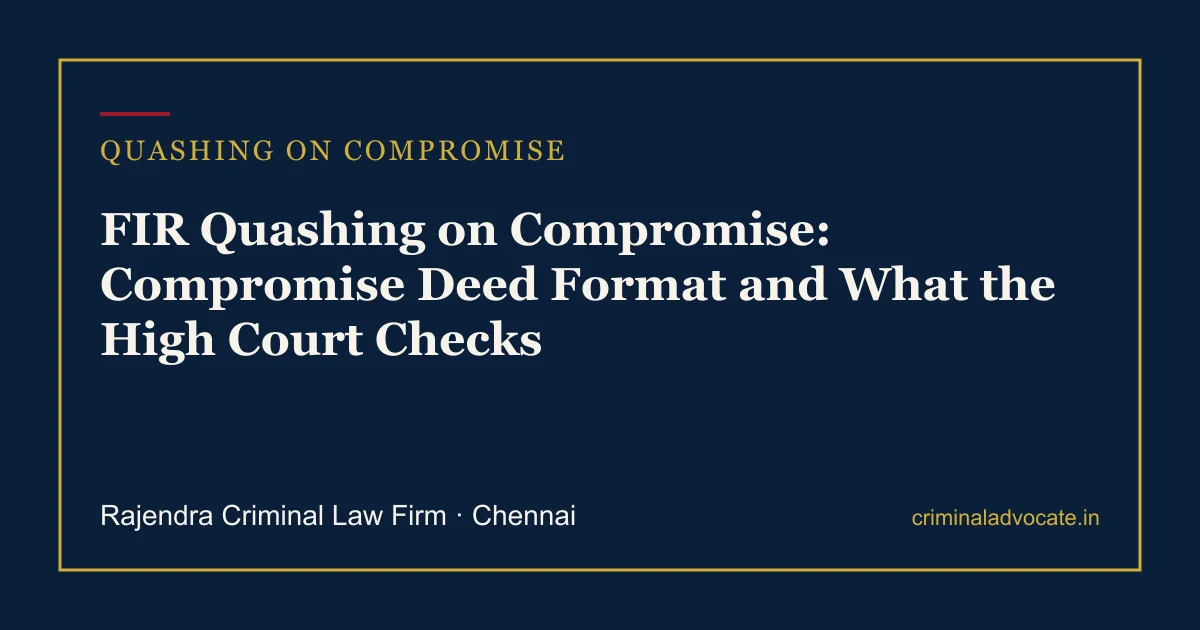 QUASHING ON COMPROMISE
FIR Quashing on Compromise:
Compromise Deed Format and What the
High Court Checks
Rajendra Criminal Law Firm · Chennai
criminaladvocate.in